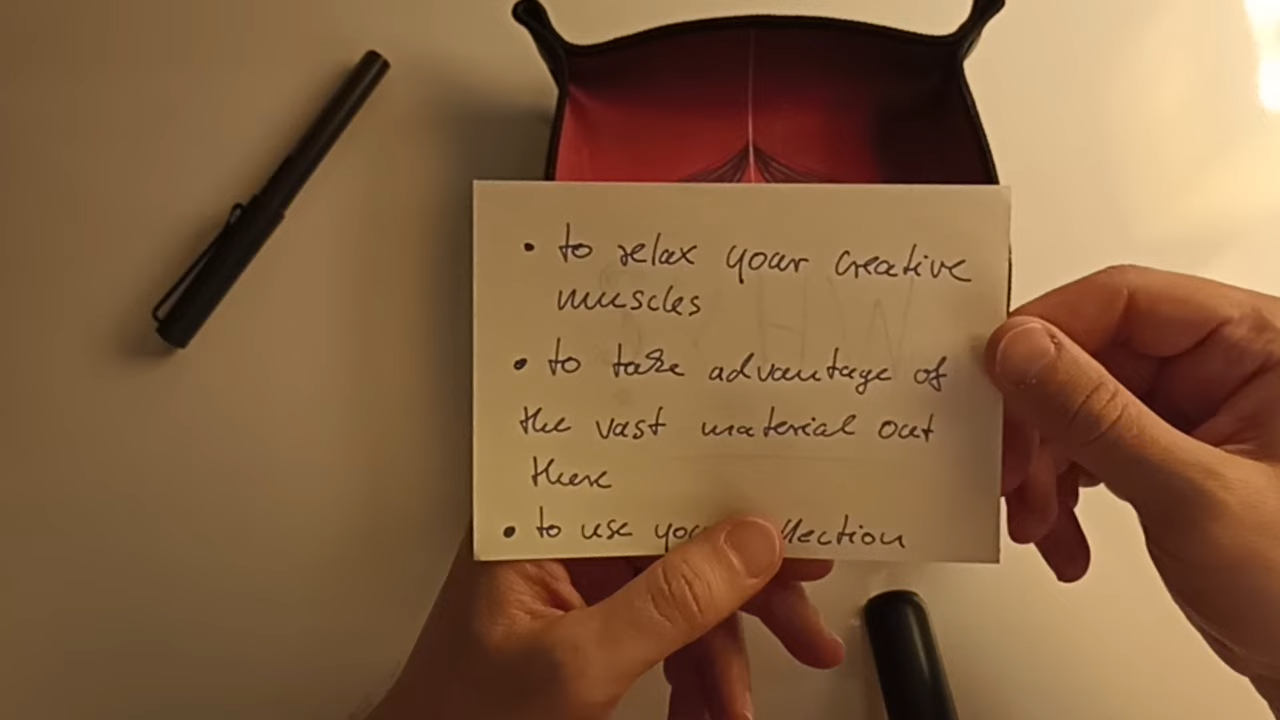 • to relax your creative
muscles
• to take advantage of
the vast material out
there
• to use